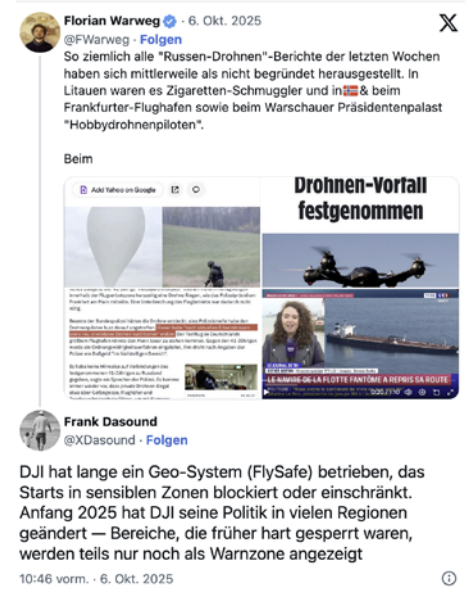 Florian Warweg · 6. Okt. 2025
@FWarweg · Folgen
So ziemlich alle "Russen-Drohnen"-Berichte der letzten Wochen
haben sich mittlerweile als nicht begründet herausgestellt. In
Litauen waren es Zigaretten-Schmuggler und in🇳🇴& beim
Frankfurter-Flughafen sowie beim Warschauer Präsidentenpalast
"Hobbydrohnenpiloten".
Beim
Add Yahoo on Google
Drohnen-Vorfall
festgenommen
LE NAVIRE DE LA FLOTTE FANTÔME A REPRIS SA ROUTE
Frank Dasound
@XDasound · Folgen
DJI hat lange ein Geo-System (FlySafe) betrieben, das
Starts in sensiblen Zonen blockiert oder einschränkt.
Anfang 2025 hat DJI seine Politik in vielen Regionen
geändert — Bereiche, die früher hart gesperrt waren,
werden teils nur noch als Warnzone angezeigt
10:46 vorm. · 6. Okt. 2025